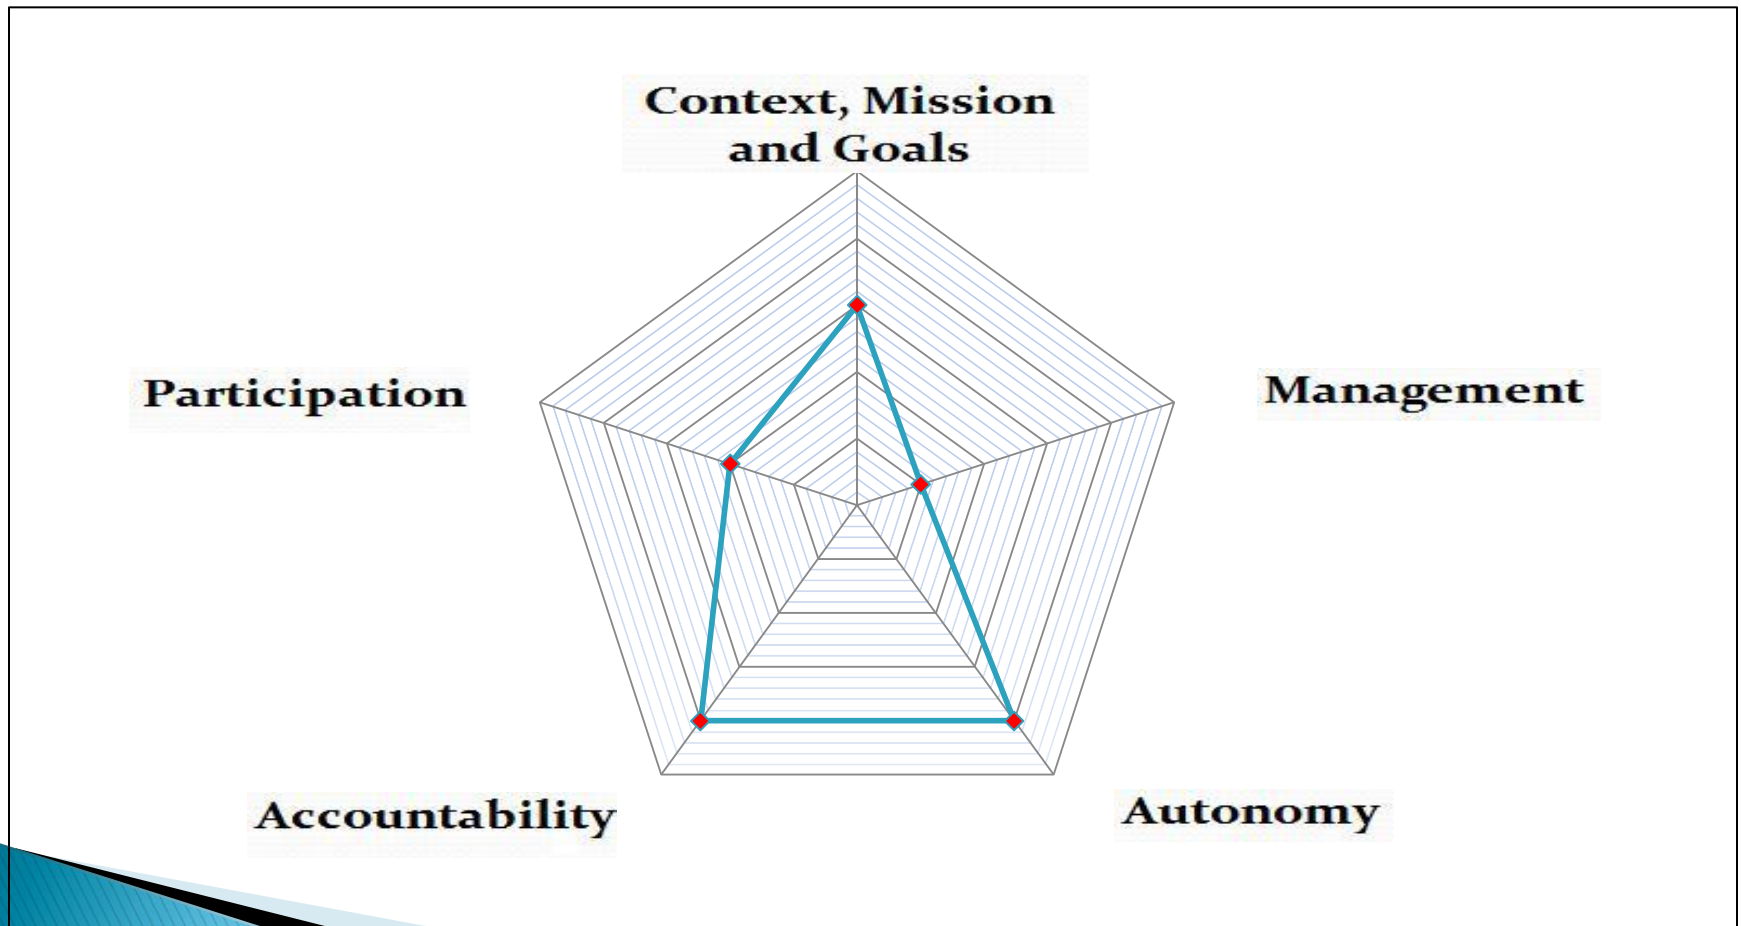 Context, Mission
and Goals
Participation
Management
Accountability
Autonomy